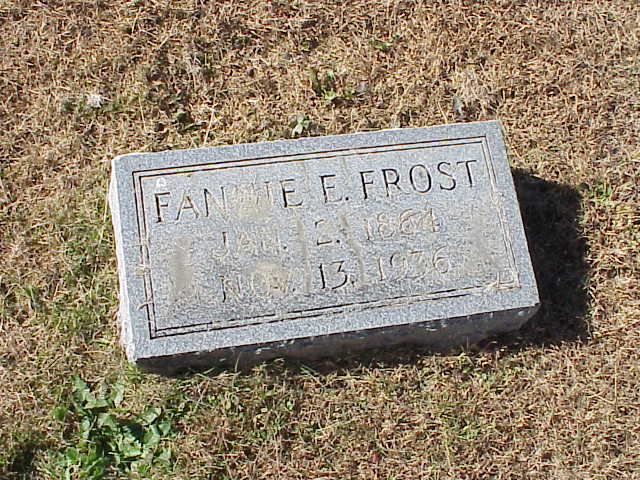 FANNIE E. FROST
JAN. 2, 1864
NOV. 13, 1936